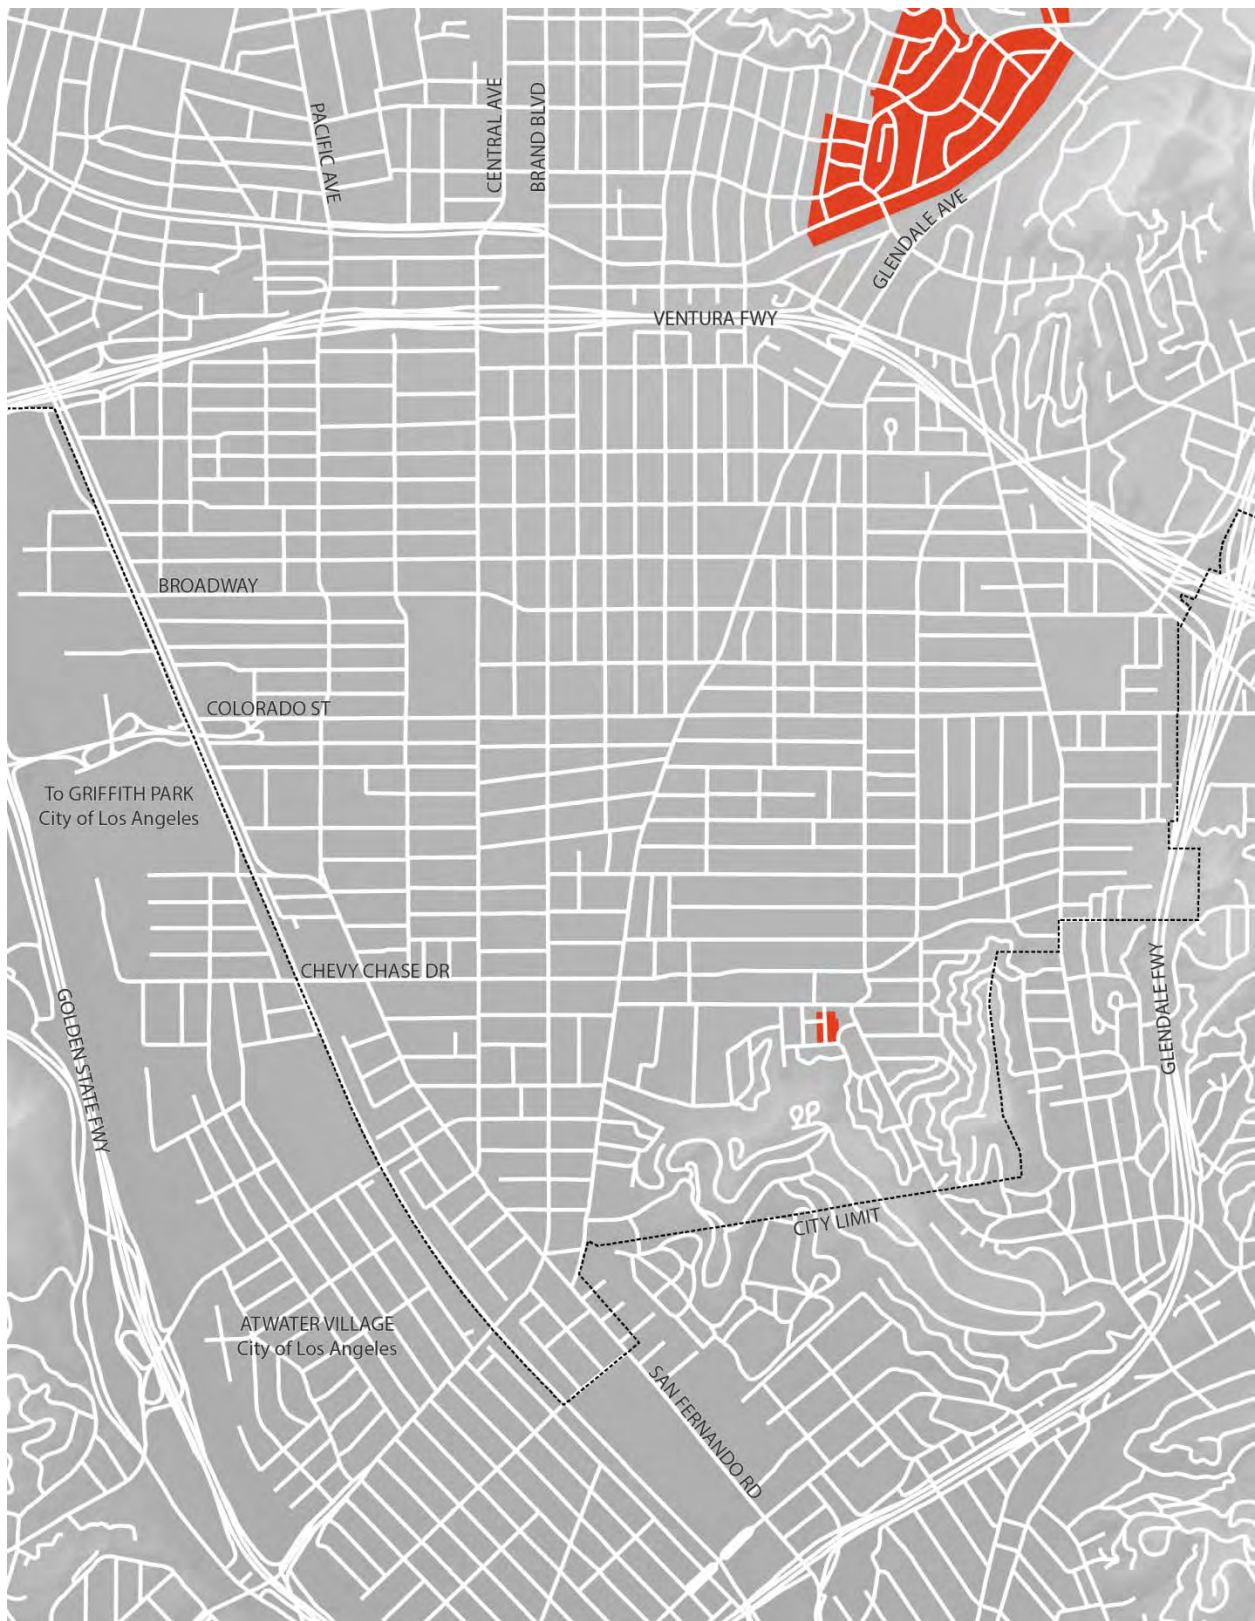 PACIFIC AVE
CENTRAL AVE
BRAND BLVD
GLENDALE AVE
VENTURA FWY
BROADWAY
COLORADO ST
To GRIFFITH PARK
City of Los Angeles
CHEVY CHASE DR
GOLDEN STATE FWY
GLENDALE FWY
CITY LIMIT
ATWATER VILLAGE
City of Los Angeles
SAN FERNANDO RD